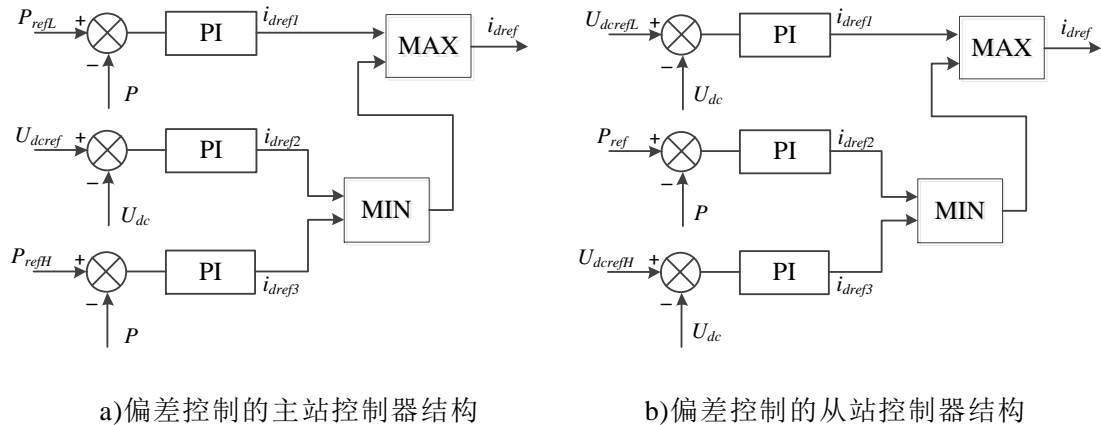 P_refL + − P PI i_dref1 MAX i_dref
U_dcref + − U_dc PI i_dref2 MIN
P_refH + − P PI i_dref3
a)偏差控制的主站控制器结构
U_dcrefL + − U_dc PI i_dref1 MAX i_dref
P_ref + − P PI i_dref2 MIN
U_dcrefH + − U_dc PI i_dref3
b)偏差控制的从站控制器结构